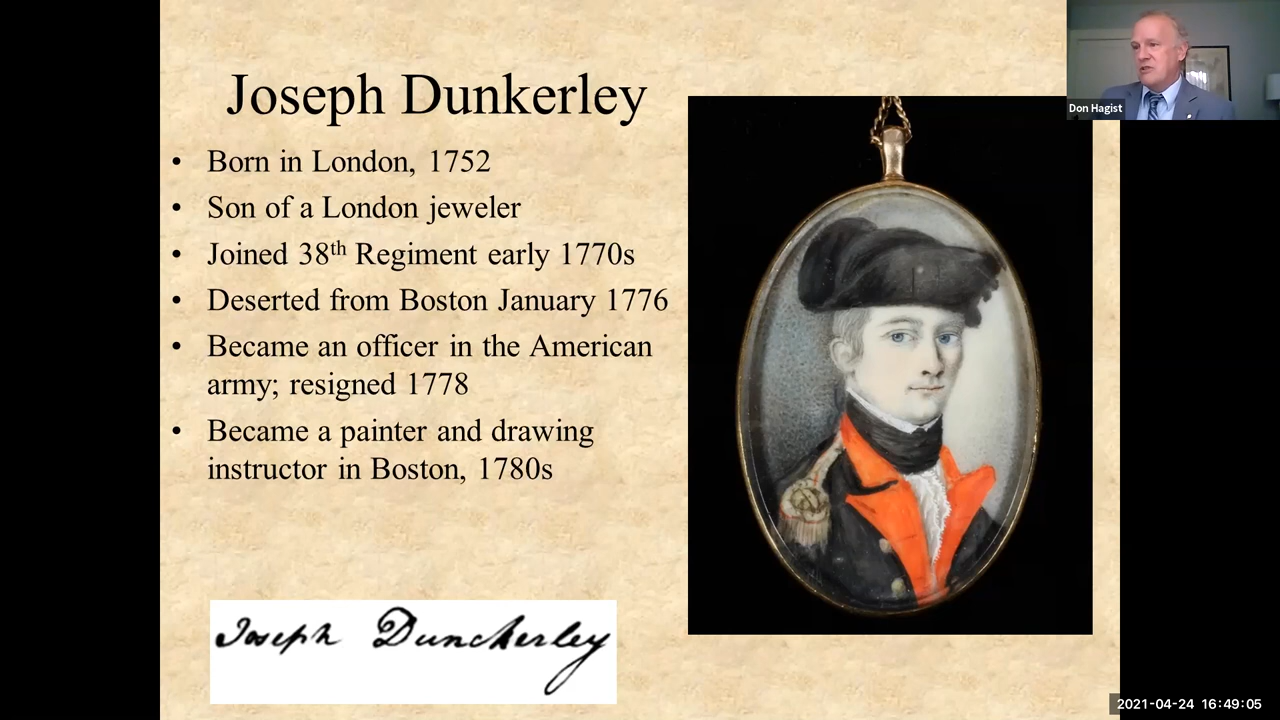 Joseph Dunkerley
• Born in London, 1752
• Son of a London jeweler
• Joined 38th Regiment early 1770s
• Deserted from Boston January 1776
• Became an officer in the American
army; resigned 1778
• Became a painter and drawing
instructor in Boston, 1780s
Joseph Dunckerley
Don Hagist
2021-04-24 16:49:05